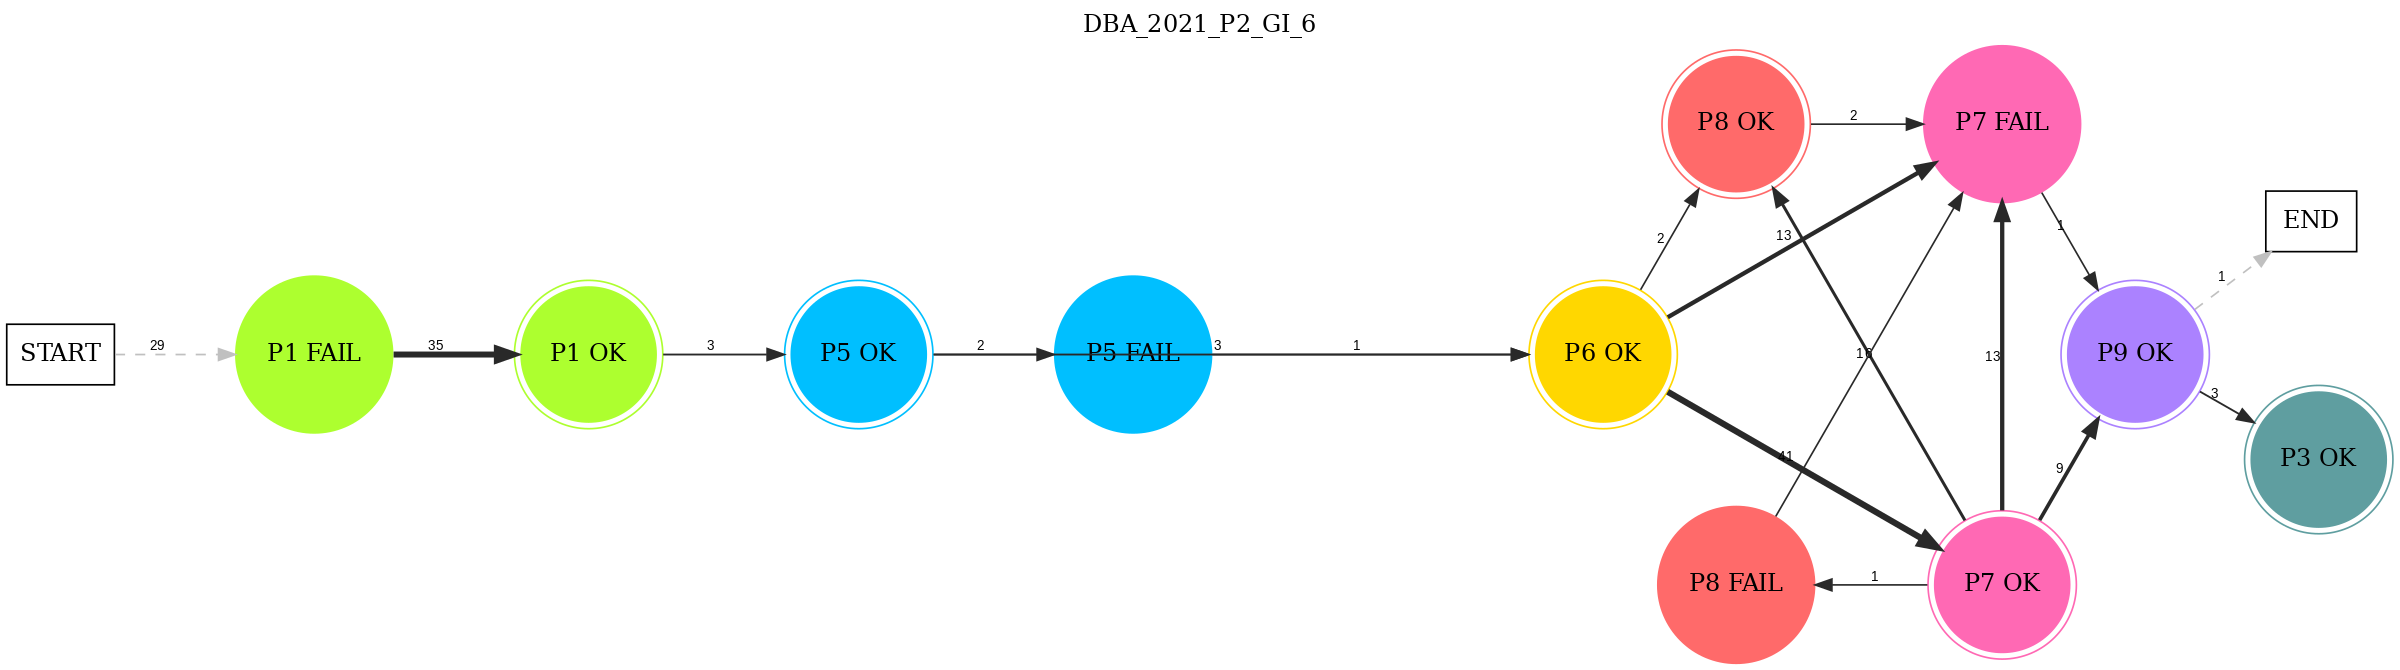 DBA_2021_P2_GI_6
P8 OK
2
P7 FAIL
END
13
2
1
1
START
29
P1 FAIL
35
P1 OK
3
P5 OK
2
P5 FAIL
3
1
P6 OK
13
P9 OK
3
P3 OK
41
9
P8 FAIL
1
P7 OK